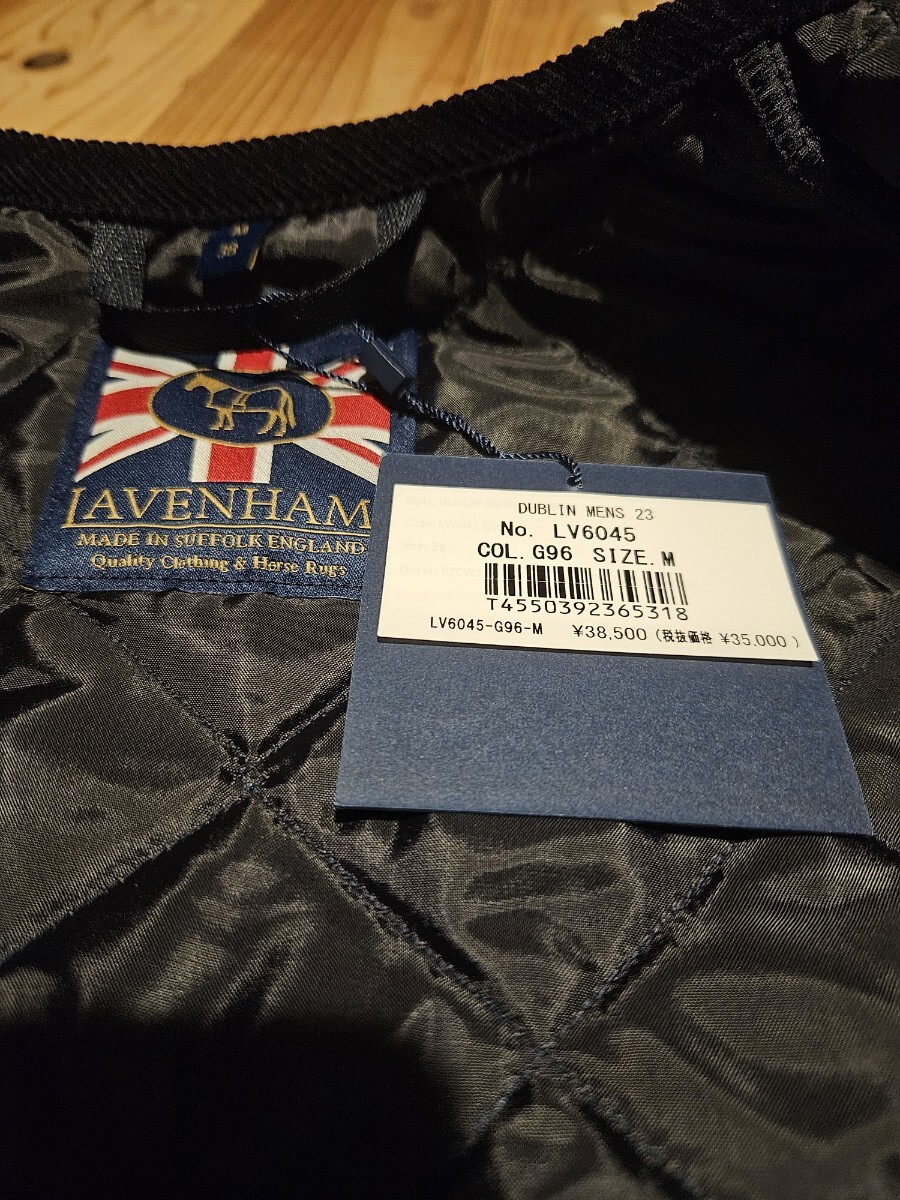 M
38
LAVENHAM
MADE IN SUFFOLK ENGLAND
Quality Clothing & Horse Rugs
DUBLIN MENS 23
No. LV6045
COL. G96 SIZE. M
T4550392365318
LV6045-G96-M ¥38,500 (税抜価格 ¥35,000 )